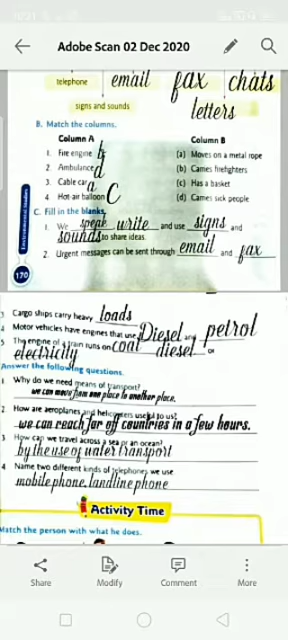 Adobe Scan 02 Dec 2020
telephone email fax chats
signs and sounds letters
B. Match the columns.
Column A Column B
1. Fire engine b (a) Moves on a metal rope
2. Ambulance d (b) Carries firefighters
3. Cable car a (c) Has a basket
4. Hot air balloon C (d) Carries sick people
C. Fill in the blanks.
1. We speak write and use signs and
sounds to share ideas.
2. Urgent messages can be sent through email and fax
Environmental studies
170
3 Cargo ships carry heavy loads
4 Motor vehicles have engines that use Diesel and petrol
5 The engine of a train runs on coal diesel or
electricity
Answer the following questions.
1 Why do we need means of transport?
we can move from one place to another place.
2 How are aeroplanes and helicopters useful to us?
we can reach far off countries in a few hours.
3 How can we travel across a sea or an ocean?
by the use of water transport
4 Name two different kinds of telephones we use
mobile phone, landline phone
Activity Time
Match the person with what he does.
Share Modify Comment More